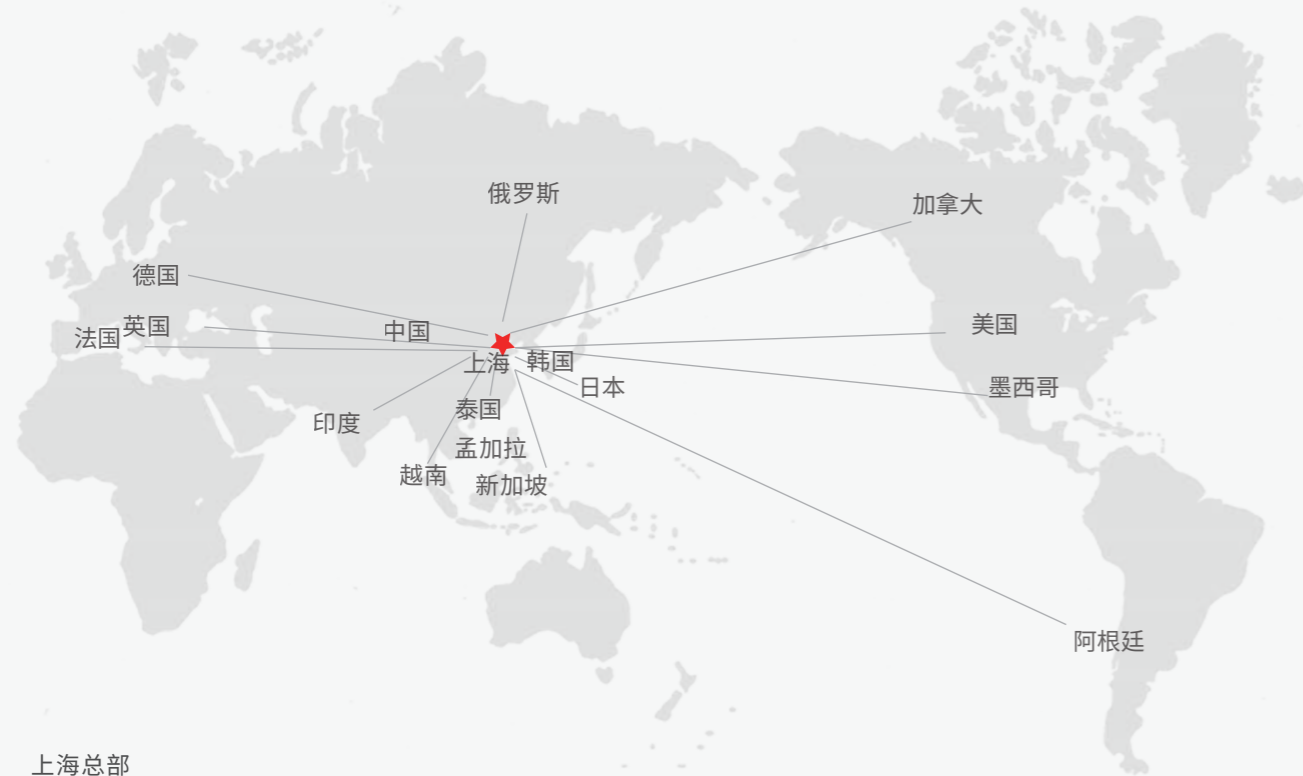 俄罗斯
加拿大
德国
英国
法国
中国
美国
上海
韩国
日本
墨西哥
印度
泰国
孟加拉
越南
新加坡
阿根廷
上海总部